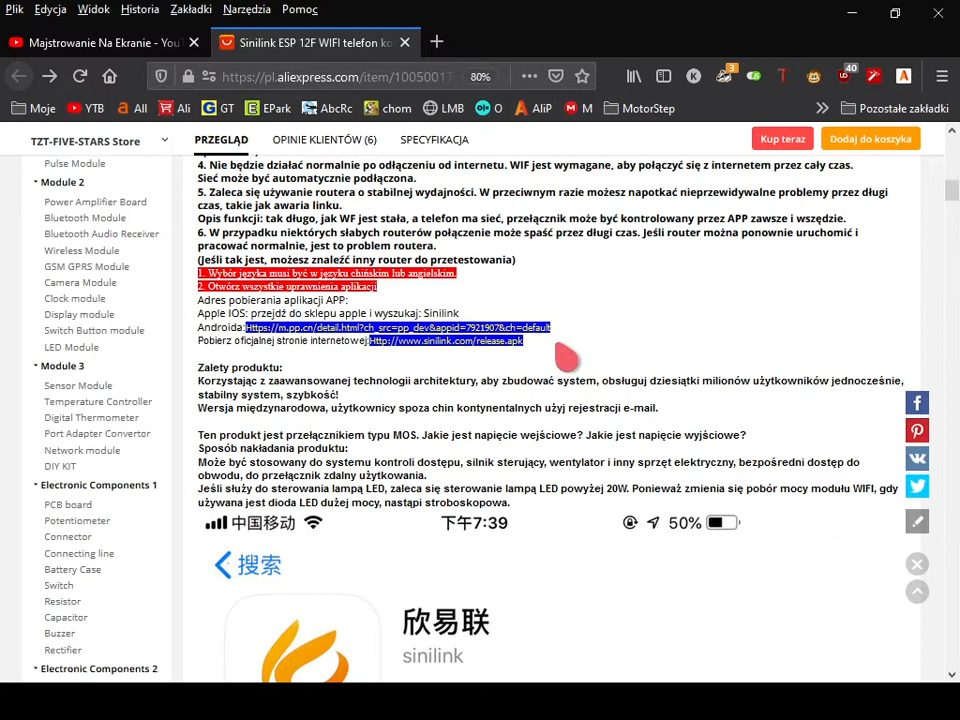 Plik Edycja Widok Historia Zakładki Narzędzia Pomoc
Majstrowanie Na Ekranie - You
Sinilink ESP 12F WIFI telefon ko
https://pl.aliexpress.com/item/10050017
80%
Moje YTB All Ali GT EPark AbcRc chom LMB O AliP M MotorStep Pozostałe zakładki
TZT-FIVE-STARS Store
PRZEGLĄD OPINIE KLIENTÓW (6) SPECYFIKACJA
Kup teraz
Dodaj do koszyka
Pulse Module
Module 2
Power Amplifier Board
Bluetooth Module
Bluetooth Audio Receiver
Wireless Module
GSM GPRS Module
Camera Module
Clock module
Display module
Switch Button module
LED Module
Module 3
Sensor Module
Temperature Controller
Digital Thermometer
Port Adapter Convertor
Network module
DIY KIT
Electronic Components 1
PCB board
Potentiometer
Connector
Connecting line
Battery Case
Switch
Resistor
Capacitor
Buzzer
Rectifier
Electronic Components 2
4. Nie będzie działać normalnie po odłączeniu od internetu. WIF jest wymagane, aby połączyć się z internetem przez cały czas.
Sieć może być automatycznie podłączona.
5. Zaleca się używanie routera o stabilnej wydajności. W przeciwnym razie możesz napotkać nieprzewidywalne problemy przez długi
czas, takie jak awaria linku.
Opis funkcji: tak długo, jak WF jest stała, a telefon ma sieć, przełącznik może być kontrolowany przez APP zawsze i wszędzie.
6. W przypadku niektórych słabych routerów połączenie może spaść przez długi czas. Jeśli router można ponownie uruchomić i
pracować normalnie, jest to problem routera.
(Jeśli tak jest, możesz znaleźć inny router do przetestowania)
1. Wybór języka musi być w języku chińskim lub angielskim.
2. Otwórz wszystkie uprawnienia aplikacji
Adres pobierania aplikacji APP:
Apple IOS: przejdź do sklepu apple i wyszukaj: Sinilink
Androida:Https://m.pp.cn/detail.html?ch_src=pp_dev&appid=7921907&ch=default
Pobierz oficjalnej stronie internetowej:Http://www.sinilink.com/release.apk
Zalety produktu:
Korzystając z zaawansowanej technologii architektury, aby zbudować system, obsługuj dziesiątki milionów użytkowników jednocześnie,
stabilny system, szybkość!
Wersja międzynarodowa, użytkownicy spoza chin kontynentalnych użyj rejestracji e-mail.
Ten produkt jest przełącznikiem typu MOS. Jakie jest napięcie wejściowe? Jakie jest napięcie wyjściowe?
Sposób nakładania produktu:
Może być stosowany do systemu kontroli dostępu, silnik sterujący, wentylator i inny sprzęt elektryczny, bezpośredni dostęp do
obwodu, do przełącznik zdalny użytkowania.
Jeśli służy do sterowania lampą LED, zaleca się sterowanie lampą LED powyżej 20W. Ponieważ zmienia się pobór mocy modułu WIFI, gdy
używana jest dioda LED dużej mocy, nastąpi stroboskopowa.
中国移动 下午7:39 50%
搜索
欣易联
sinilink